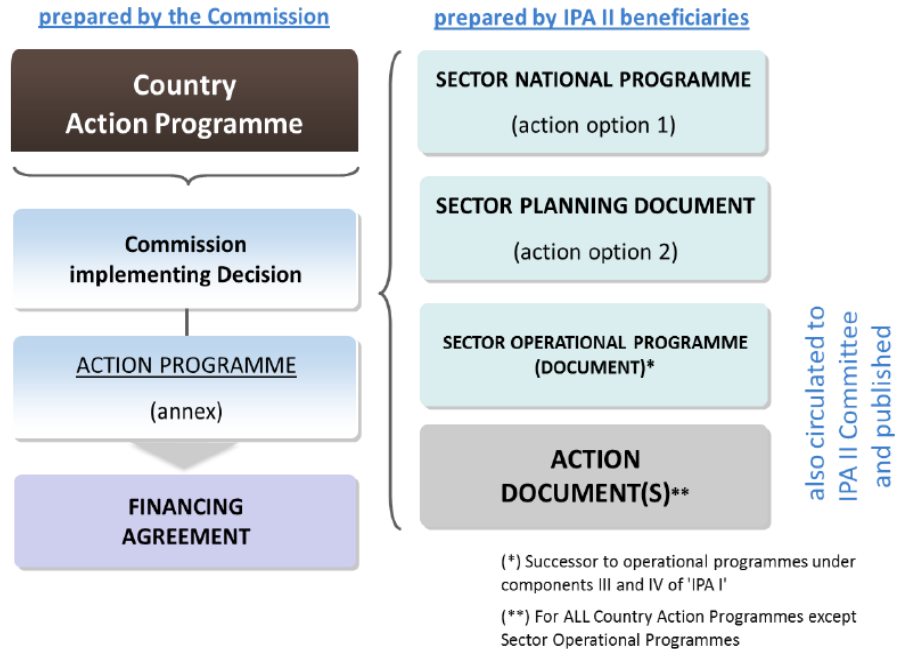 prepared by the Commission
Country
Action Programme
Commission
implementing Decision
ACTION PROGRAMME
(annex)
FINANCING
AGREEMENT
prepared by IPA II beneficiaries
SECTOR NATIONAL PROGRAMME
(action option 1)
SECTOR PLANNING DOCUMENT
(action option 2)
SECTOR OPERATIONAL PROGRAMME
(DOCUMENT)*
ACTION
DOCUMENT(S)**
also circulated to
IPA II Committee
and published
(*) Successor to operational programmes under
components III and IV of 'IPA I'
(**) For ALL Country Action Programmes except
Sector Operational Programmes